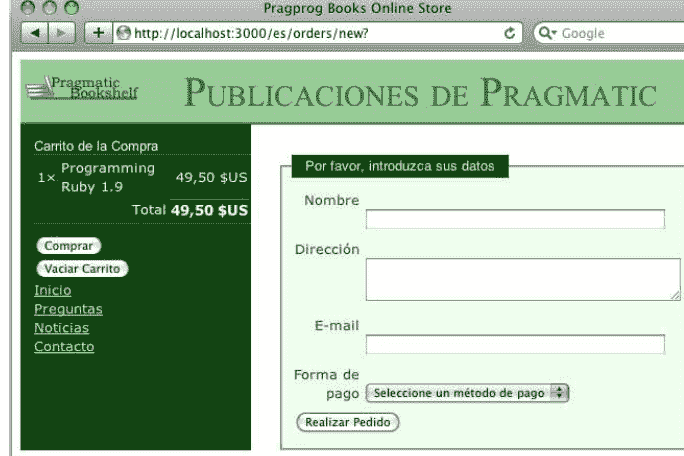 Pragprog Books Online Store
http://localhost:3000/es/orders/new?
Google
Pragmatic
Bookshelf
PUBLICACIONES DE PRAGMATIC
Carrito de la Compra
1× Programming Ruby 1.9 49,50 $US
Total 49,50 $US
Comprar
Vaciar Carrito
Inicio
Preguntas
Noticias
Contacto
Por favor, introduzca sus datos
Nombre
Dirección
E-mail
Forma de
pago Seleccione un método de pago
Realizar Pedido